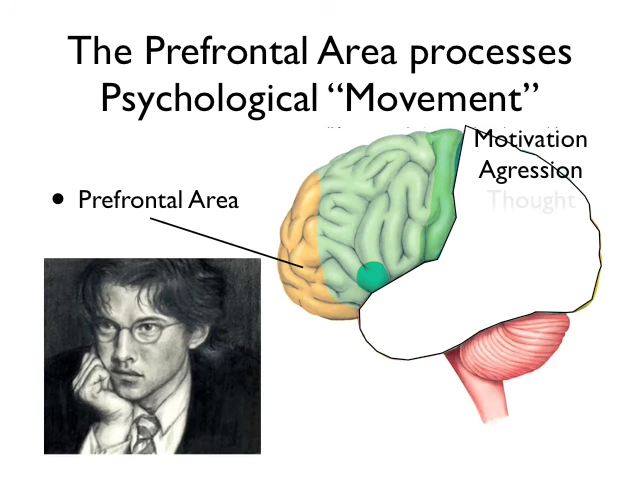 The Prefrontal Area processes
Psychological “Movement”
Motivation
Agression
Thought
• Prefrontal Area